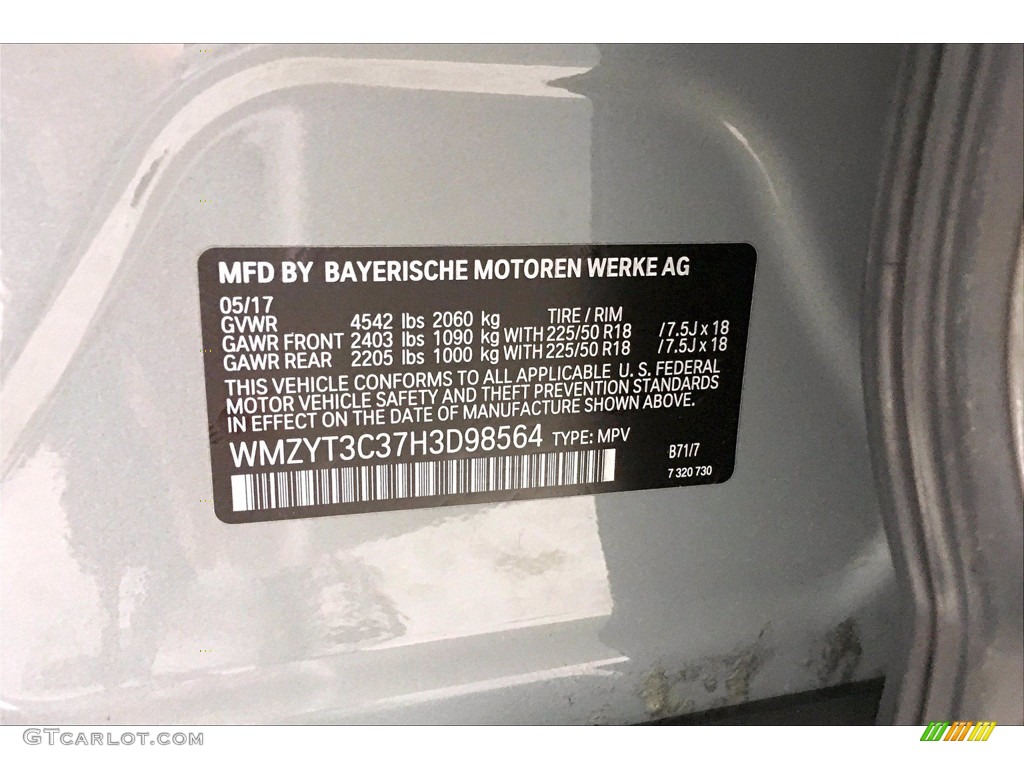 MFD BY BAYERISCHE MOTOREN WERKE AG
05/17
GVWR 4542 lbs 2060 kg TIRE / RIM
GAWR FRONT 2403 lbs 1090 kg WITH 225/50 R18 / 7.5J x 18
GAWR REAR 2205 lbs 1000 kg WITH 225/50 R18 / 7.5J x 18
THIS VEHICLE CONFORMS TO ALL APPLICABLE U. S. FEDERAL
MOTOR VEHICLE SAFETY AND THEFT PREVENTION STANDARDS
IN EFFECT ON THE DATE OF MANUFACTURE SHOWN ABOVE.
WMZYT3C37H3D98564 TYPE: MPV
B71/7
7 320 730
GTCARLOT.COM